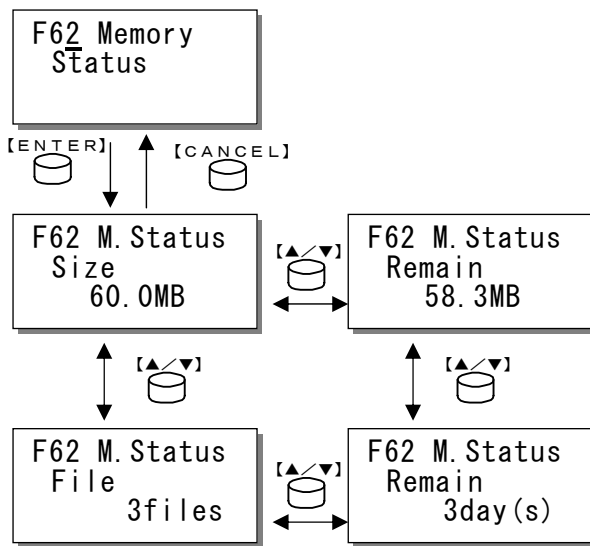 F62 Memory
Status
【ENTER】
【CANCEL】
F62 M.Status
Size
60.0MB
【▲/▼】
F62 M.Status
Remain
58.3MB
【▲/▼】
【▲/▼】
F62 M.Status
File
3files
【▲/▼】
F62 M.Status
Remain
3day(s)